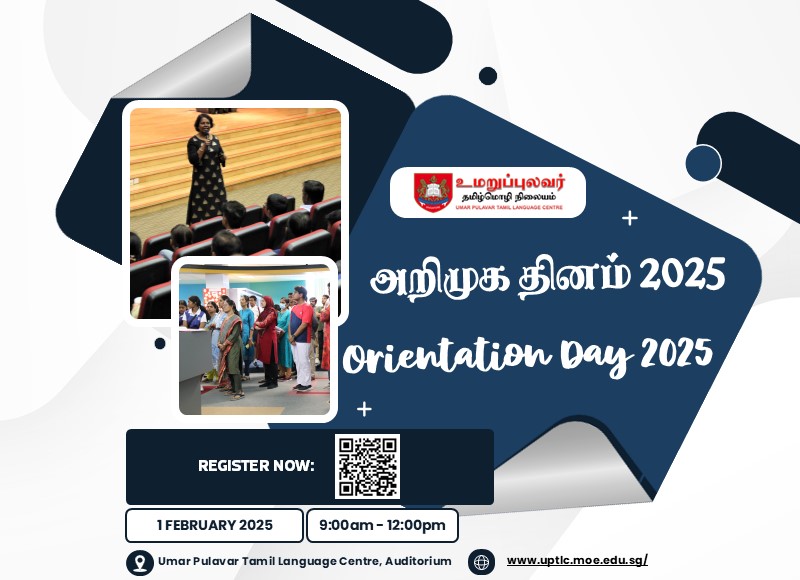 உமறுப்புலவர்
தமிழ்மொழி நிலையம்
UMAR PULAVAR TAMIL LANGUAGE CENTRE
அறிமுக தினம் 2025
Orientation Day 2025
REGISTER NOW:
1 FEBRUARY 2025
9:00am - 12:00pm
Umar Pulavar Tamil Language Centre, Auditorium
www.uptlc.moe.edu.sg/